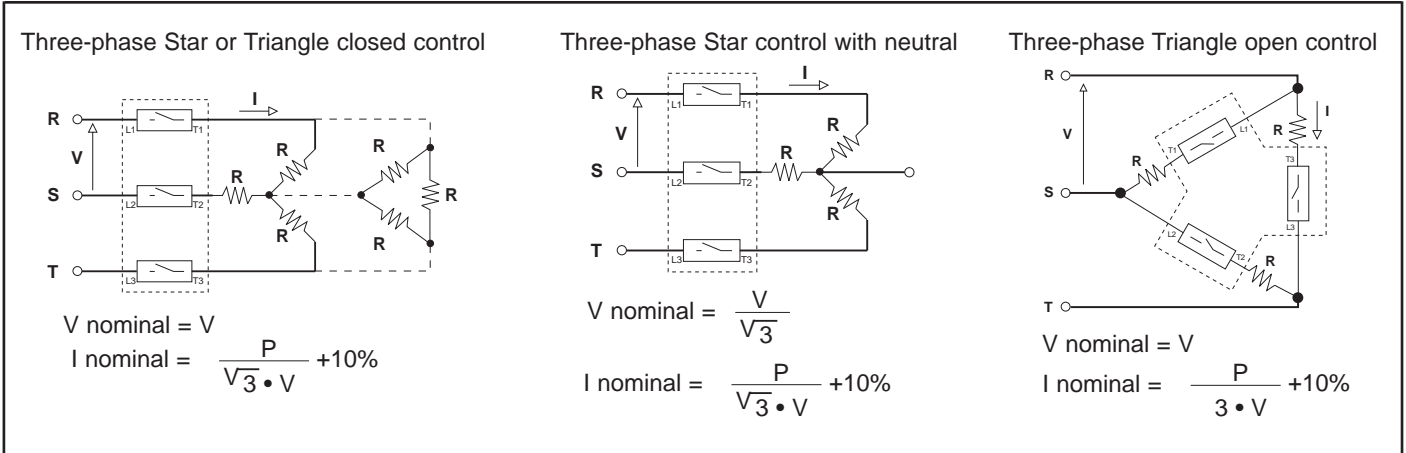 Three-phase Star or Triangle closed control
R
L1
T1
I
V
S
L2
T2
R
R
R
R
R
R
T
L3
T3
V nominal = V
I nominal = P / √3 • V +10%
Three-phase Star control with neutral
R
L1
T1
I
V
S
L2
T2
R
R
R
T
L3
T3
V nominal = V / √3
I nominal = P / √3 • V +10%
Three-phase Triangle open control
R
V
L1
R
I
T1
R
T3
S
L2
L3
T2
R
T
V nominal = V
I nominal = P / 3 • V +10%